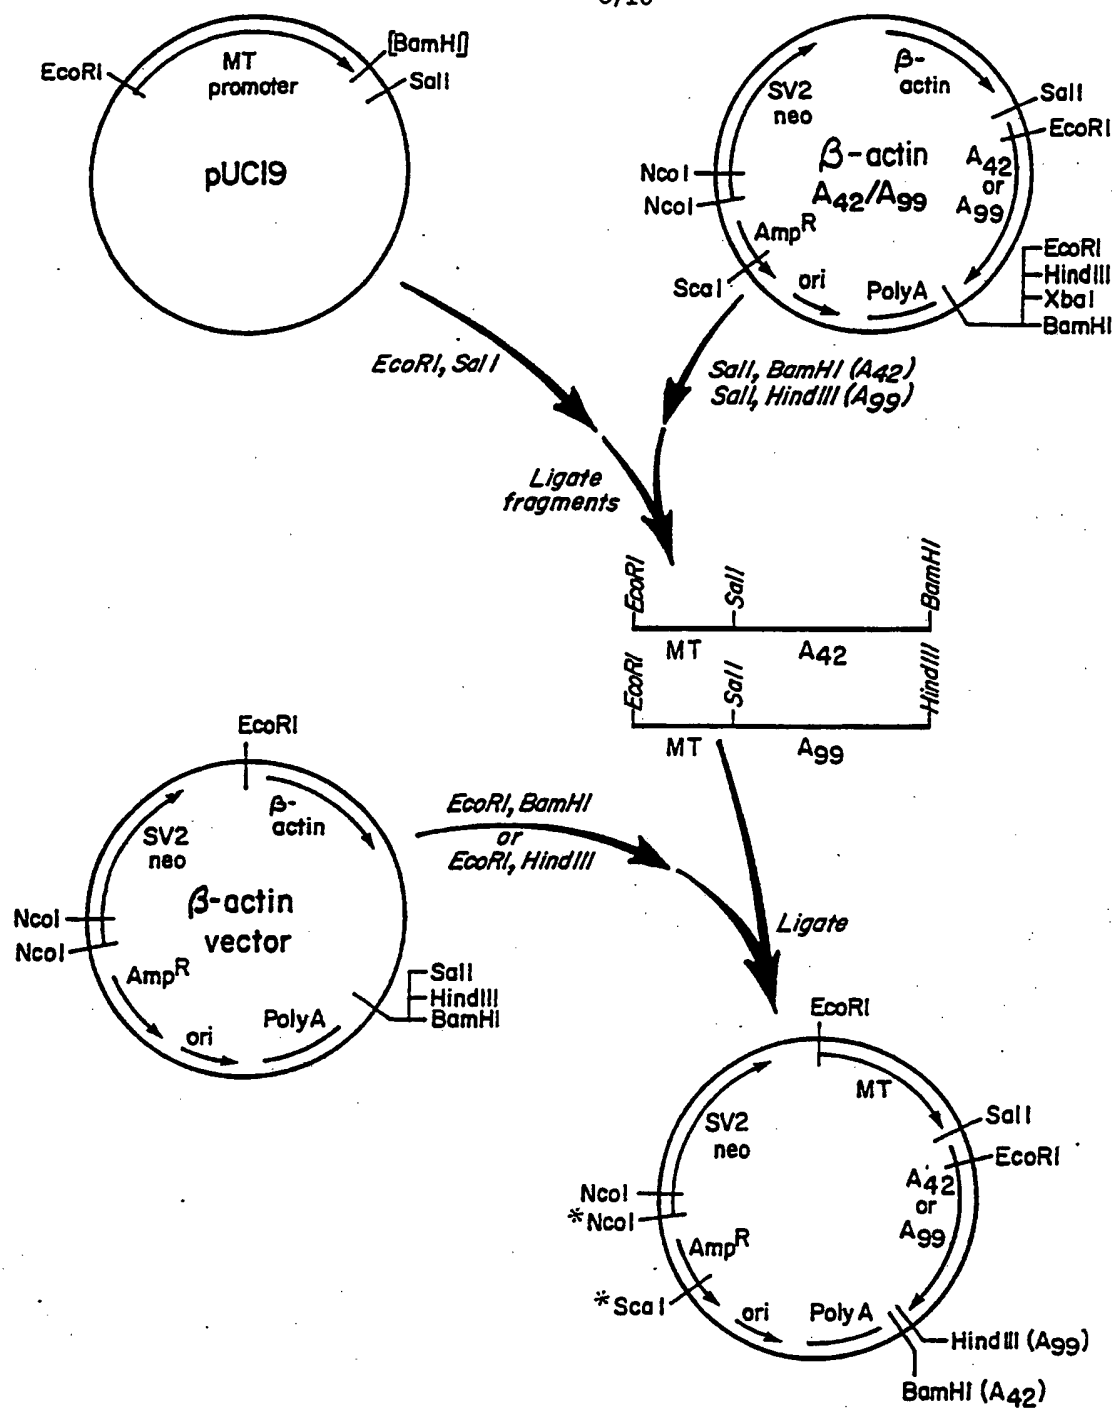 EcoRI
MT
promoter
[BamHI]
SalI
pUC19
SV2
neo
β-
actin
SalI
EcoRI
β-actin
A42/A99
A42
or
A99
NcoI
NcoI
AmpR
ScaI
ori
PolyA
EcoRI
HindIII
XbaI
BamHI
EcoRI, SalI
SalI, BamHI (A42)
SalI, HindIII (A99)
Ligate
fragments
EcoRI
SalI
BamHI
MT
A42
EcoRI
SalI
HindIII
MT
A99
EcoRI
β-
actin
SV2
neo
β-actin
vector
NcoI
NcoI
AmpR
ori
PolyA
SalI
HindIII
BamHI
EcoRI, BamHI
or
EcoRI, HindIII
Ligate
EcoRI
MT
SV2
neo
SalI
EcoRI
A42
or
A99
NcoI
*NcoI
AmpR
*ScaI
ori
PolyA
HindIII (A99)
BamHI (A42)